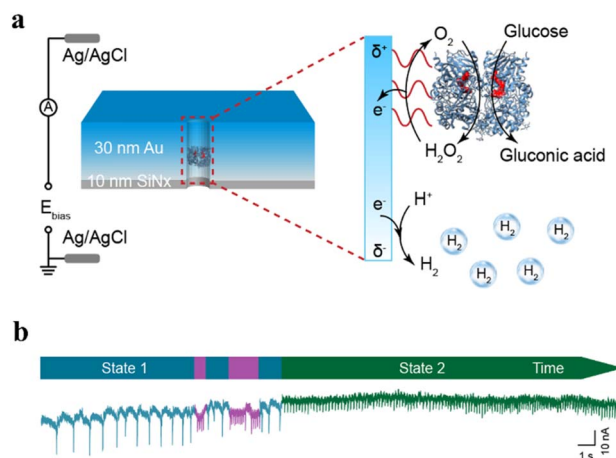 a
Ag/AgCl
A
E bias
Ag/AgCl
30 nm Au
10 nm SiNx
δ⁺
e⁻
e⁻
δ⁻
O₂
Glucose
H₂O₂
Gluconic acid
H⁺
H₂
H₂
H₂
H₂
H₂
H₂
b
State 1
State 2
Time
1 s
10 nA